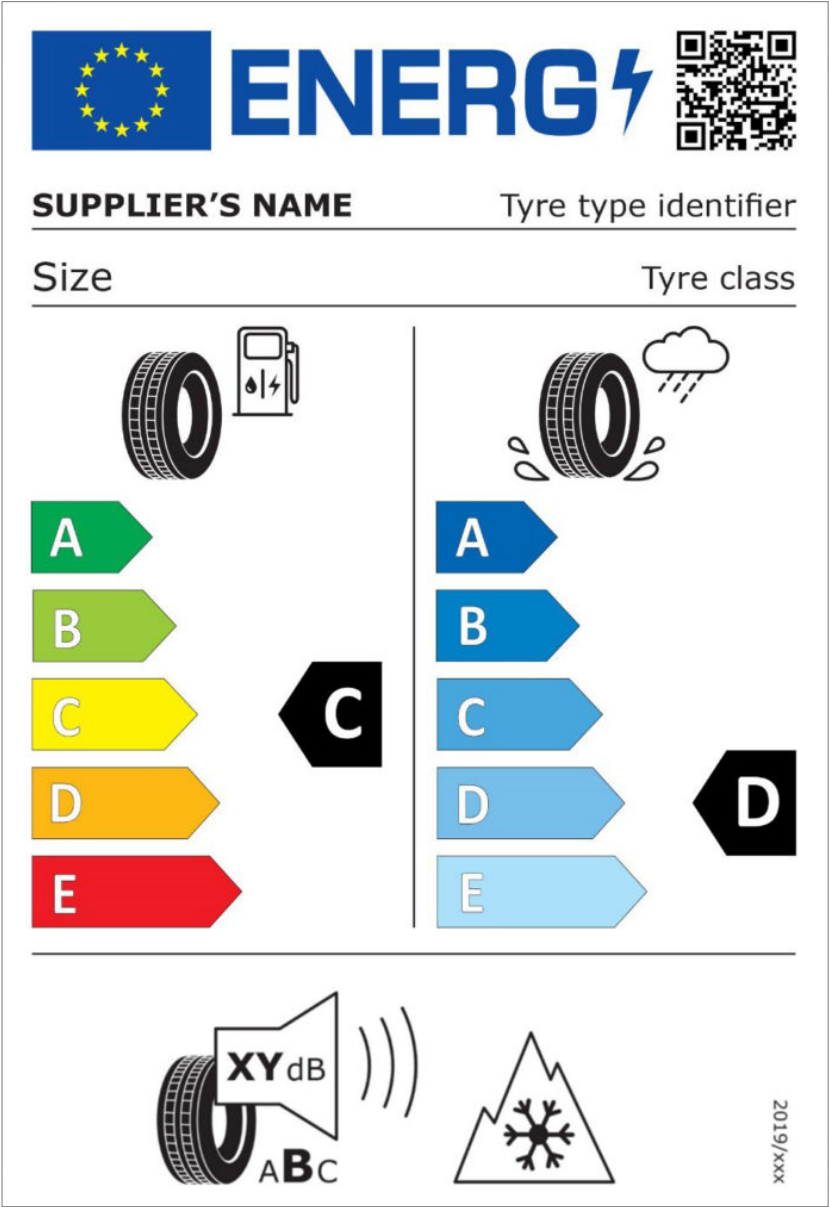 ENERG
SUPPLIER’S NAME Tyre type identifier
Size Tyre class
A A
B B
C C C
D D D
E E
XYdB
ABC
2019/xxx